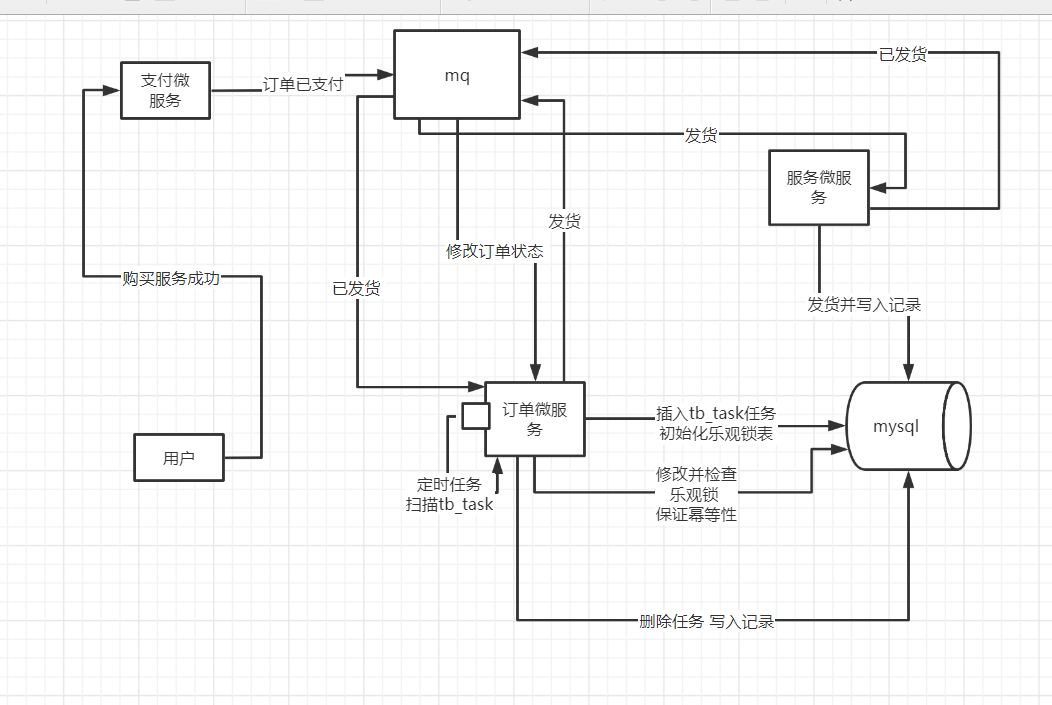 已发货
mq
支付微
服务
订单已支付
发货
服务微服
务
发货
修改订单状态
购买服务成功
已发货
发货并写入记录
订单微服
务
插入tb_task任务
初始化乐观锁表
mysql
用户
定时任务
扫描tb_task
修改并检查
乐观锁
保证幂等性
删除任务 写入记录